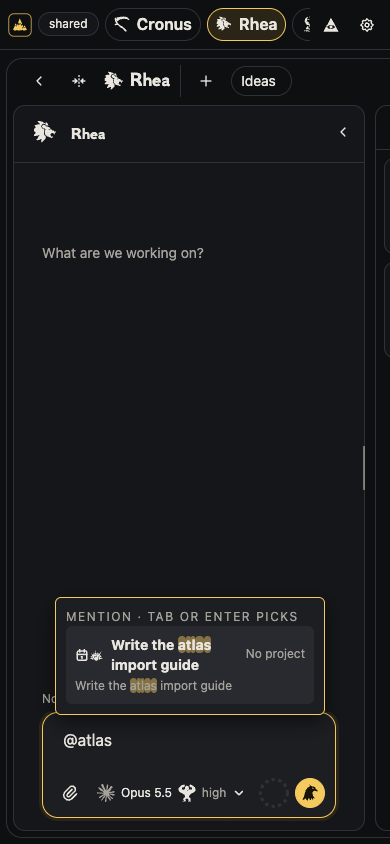 shared
Cronus
Rhea
Rhea
Ideas
Rhea
What are we working on?
MENTION · TAB OR ENTER PICKS
Write the atlas
import guide
No project
Write the atlas import guide
No
@atlas
Opus 5.5
high